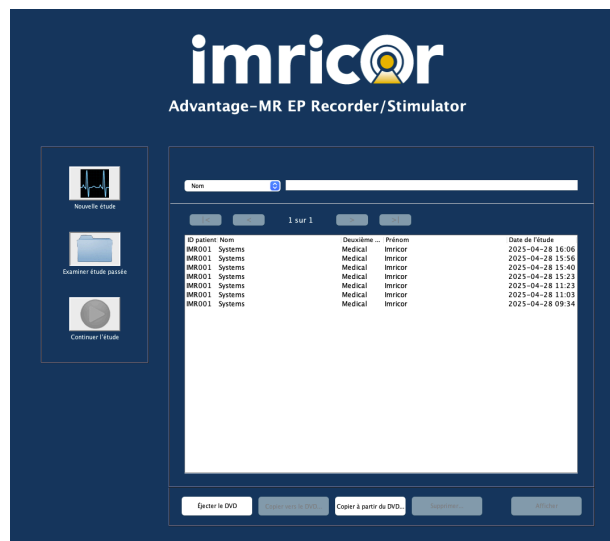 imricor
Advantage-MR EP Recorder/Stimulator
Nouvelle étude
Examiner étude passée
Continuer l'étude
Nom
|< < 1 sur 1 > >|
ID patient Nom Deuxième ... Prénom Date de l'étude
IMR001 Systems Medical Imricor 2025-04-28 16:06
IMR001 Systems Medical Imricor 2025-04-28 15:56
IMR001 Systems Medical Imricor 2025-04-28 15:40
IMR001 Systems Medical Imricor 2025-04-28 15:23
IMR001 Systems Medical Imricor 2025-04-28 11:23
IMR001 Systems Medical Imricor 2025-04-28 11:03
IMR001 Systems Medical Imricor 2025-04-28 09:34
Éjecter le DVD Copier vers le DVD... Copier à partir du DVD... Supprimer...